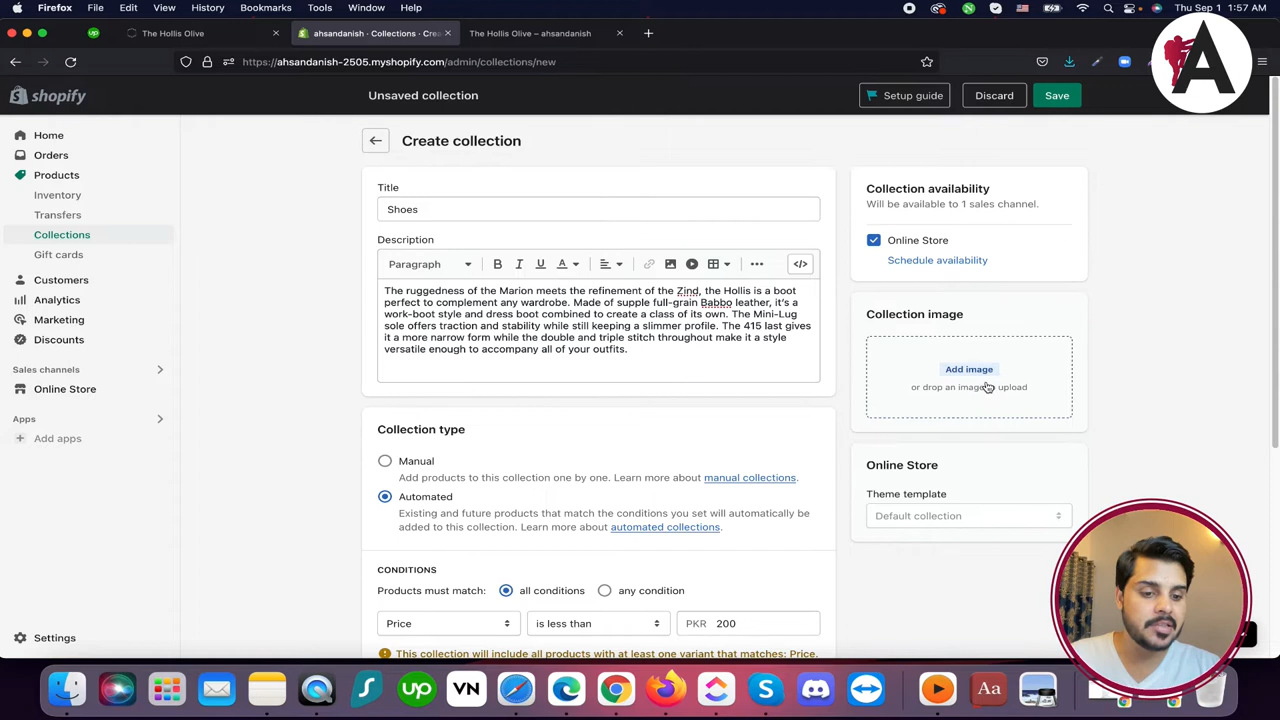 Firefox File Edit View History Bookmarks Tools Window Help Thu Sep 1 1:57 AM
The Hollis Olive ahsandanish · Collections · Cre The Hollis Olive – ahsandanish
https://ahsandanish-2505.myshopify.com/admin/collections/new
A
shopify Unsaved collection Setup guide Discard Save
Home
Orders
Products
Inventory
Transfers
Collections
Gift cards
Customers
Analytics
Marketing
Discounts
Sales channels
Online Store
Apps
Add apps
Settings
Create collection
Title
Shoes
Description
Paragraph B I U A </>
The ruggedness of the Marion meets the refinement of the Zind, the Hollis is a boot
perfect to complement any wardrobe. Made of supple full-grain Babbo leather, it's a
work-boot style and dress boot combined to create a class of its own. The Mini-Lug
sole offers traction and stability while still keeping a slimmer profile. The 415 last gives
it a more narrow form while the double and triple stitch throughout make it a style
versatile enough to accompany all of your outfits.
Collection type
Manual
Add products to this collection one by one. Learn more about manual collections.
Automated
Existing and future products that match the conditions you set will automatically be
added to this collection. Learn more about automated collections.
CONDITIONS
Products must match: all conditions any condition
Price is less than PKR 200
This collection will include all products with at least one variant that matches: Price.
Collection availability
Will be available to 1 sales channel.
Online Store
Schedule availability
Collection image
Add image
or drop an image upload
Online Store
Theme template
Default collection
up VN S Aa